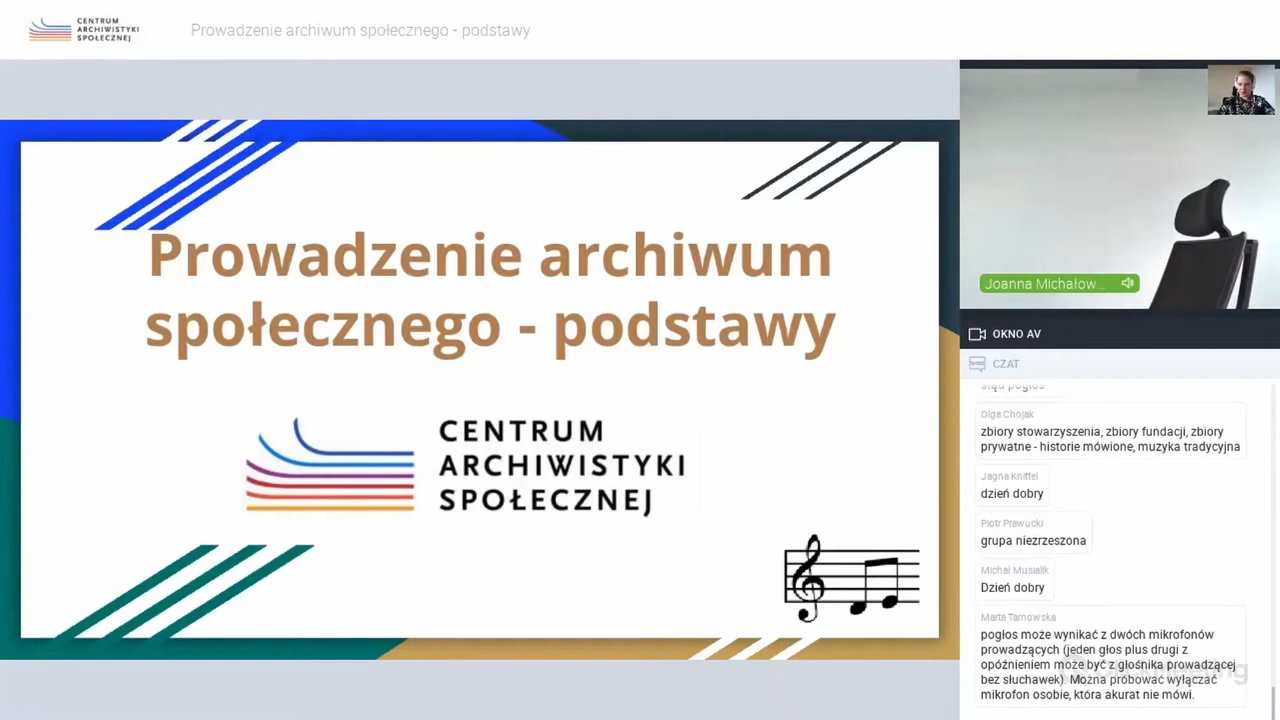 CENTRUM
ARCHIWISTYKI
SPOŁECZNEJ
Prowadzenie archiwum społecznego - podstawy
Prowadzenie archiwum
społecznego - podstawy
CENTRUM
ARCHIWISTYKI
SPOŁECZNEJ
Joanna Michałow...
OKNO AV
CZAT
stąd pogłos
Olga Chojak
zbiory stowarzyszenia, zbiory fundacji, zbiory
prywatne - historie mówione, muzyka tradycyjna
Jagna Knittel
dzień dobry
Piotr Prawucki
grupa niezrzeszona
Michał Musialik
Dzień dobry
Marta Tarnowska
pogłos może wynikać z dwóch mikrofonów
prowadzących (jeden głos plus drugi z
opóźnieniem może być z głośnika prowadzącej
bez słuchawek). Można próbować wyłączać
mikrofon osobie, która akurat nie mówi.
ClickMeeting